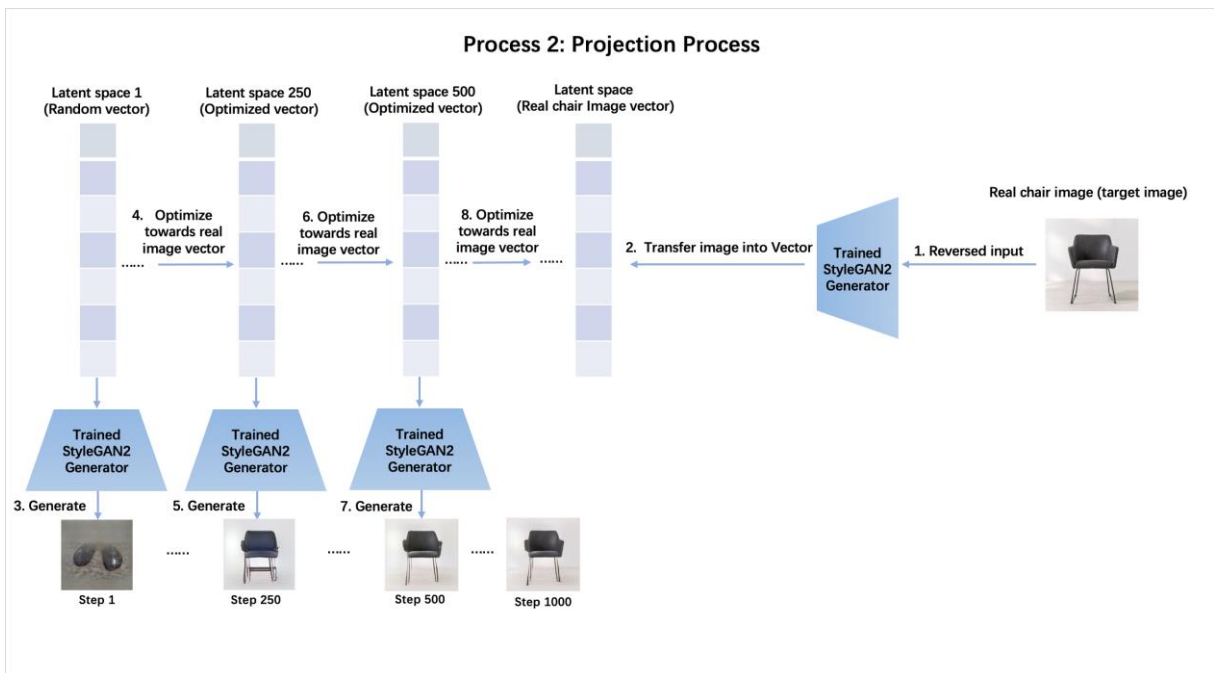 Process 2: Projection Process
Latent space 1
(Random vector)
Latent space 250
(Optimized vector)
Latent space 500
(Optimized vector)
Latent space
(Real chair Image vector)
4. Optimize
towards real
image vector
......
6. Optimize
towards real
image vector
......
8. Optimize
towards real
image vector
......
......
2. Transfer image into Vector
Trained
StyleGAN2
Generator
1. Reversed input
Real chair image (target image)
Trained
StyleGAN2
Generator
Trained
StyleGAN2
Generator
Trained
StyleGAN2
Generator
3. Generate
5. Generate
7. Generate
......
......
......
Step 1
Step 250
Step 500
Step 1000